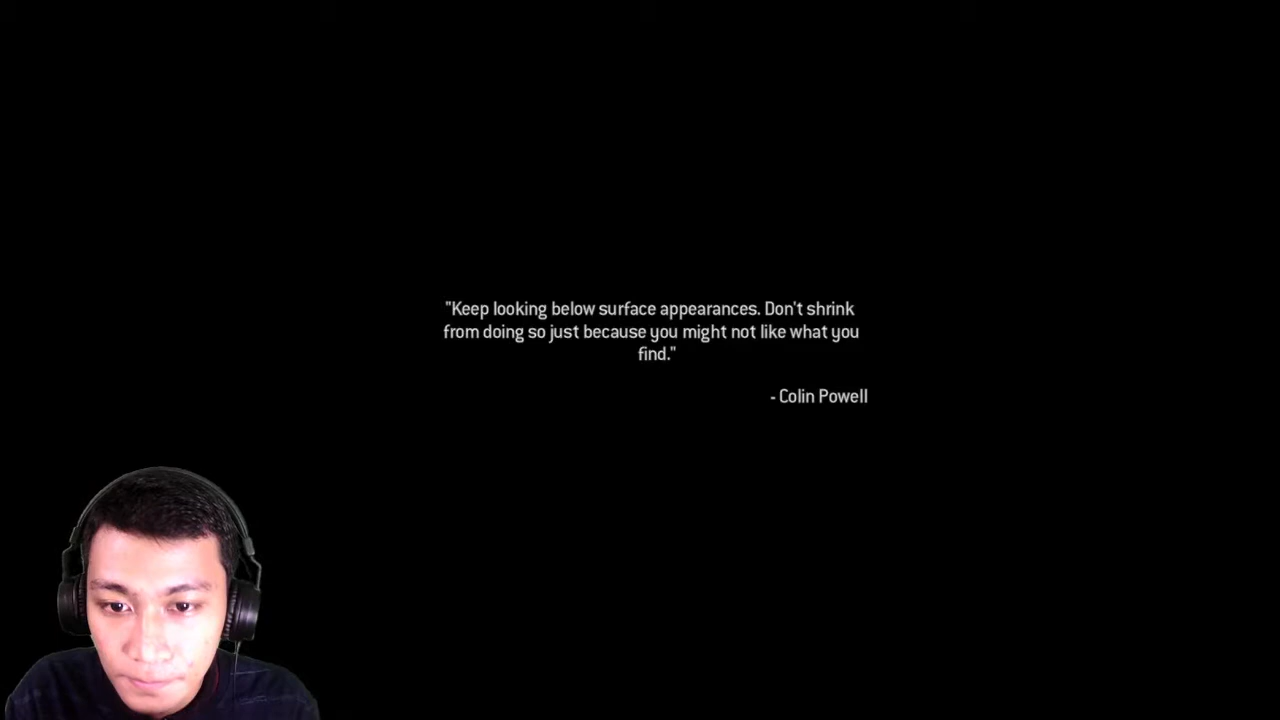 "Keep looking below surface appearances. Don't shrink
from doing so just because you might not like what you
find."
- Colin Powell